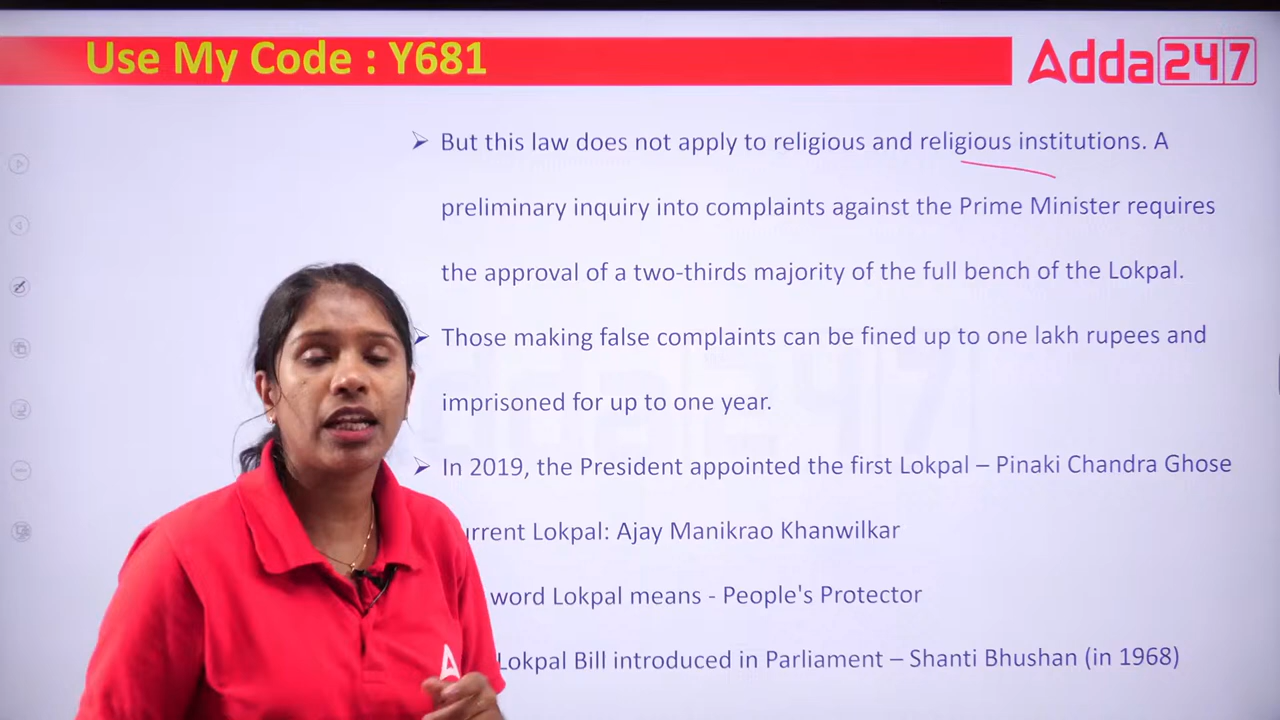 Use My Code : Y681
Adda247
But this law does not apply to religious and religious institutions. A
preliminary inquiry into complaints against the Prime Minister requires
the approval of a two-thirds majority of the full bench of the Lokpal.
Those making false complaints can be fined up to one lakh rupees and
imprisoned for up to one year.
In 2019, the President appointed the first Lokpal – Pinaki Chandra Ghose
Lokpal: Ajay Manikrao Khanwilkar
word Lokpal means - People's Protector
Lokpal Bill introduced in Parliament – Shanti Bhushan (in 1968)